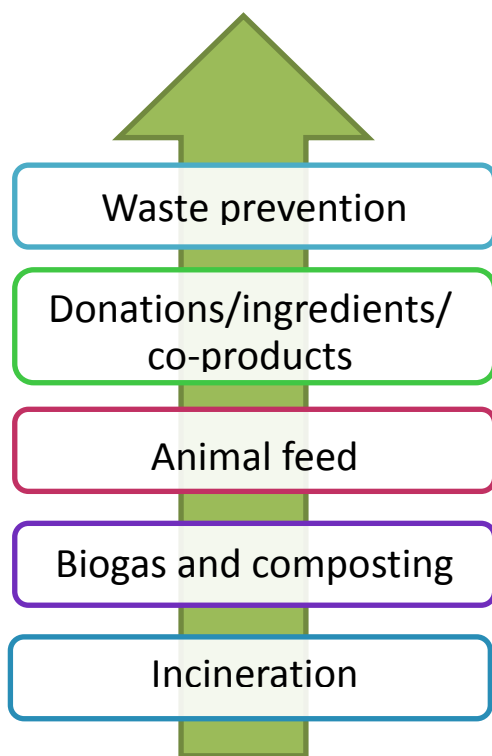 Waste prevention
Donations/ingredients/
co-products
Animal feed
Biogas and composting
Incineration